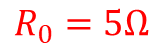 R₀ = 5Ω